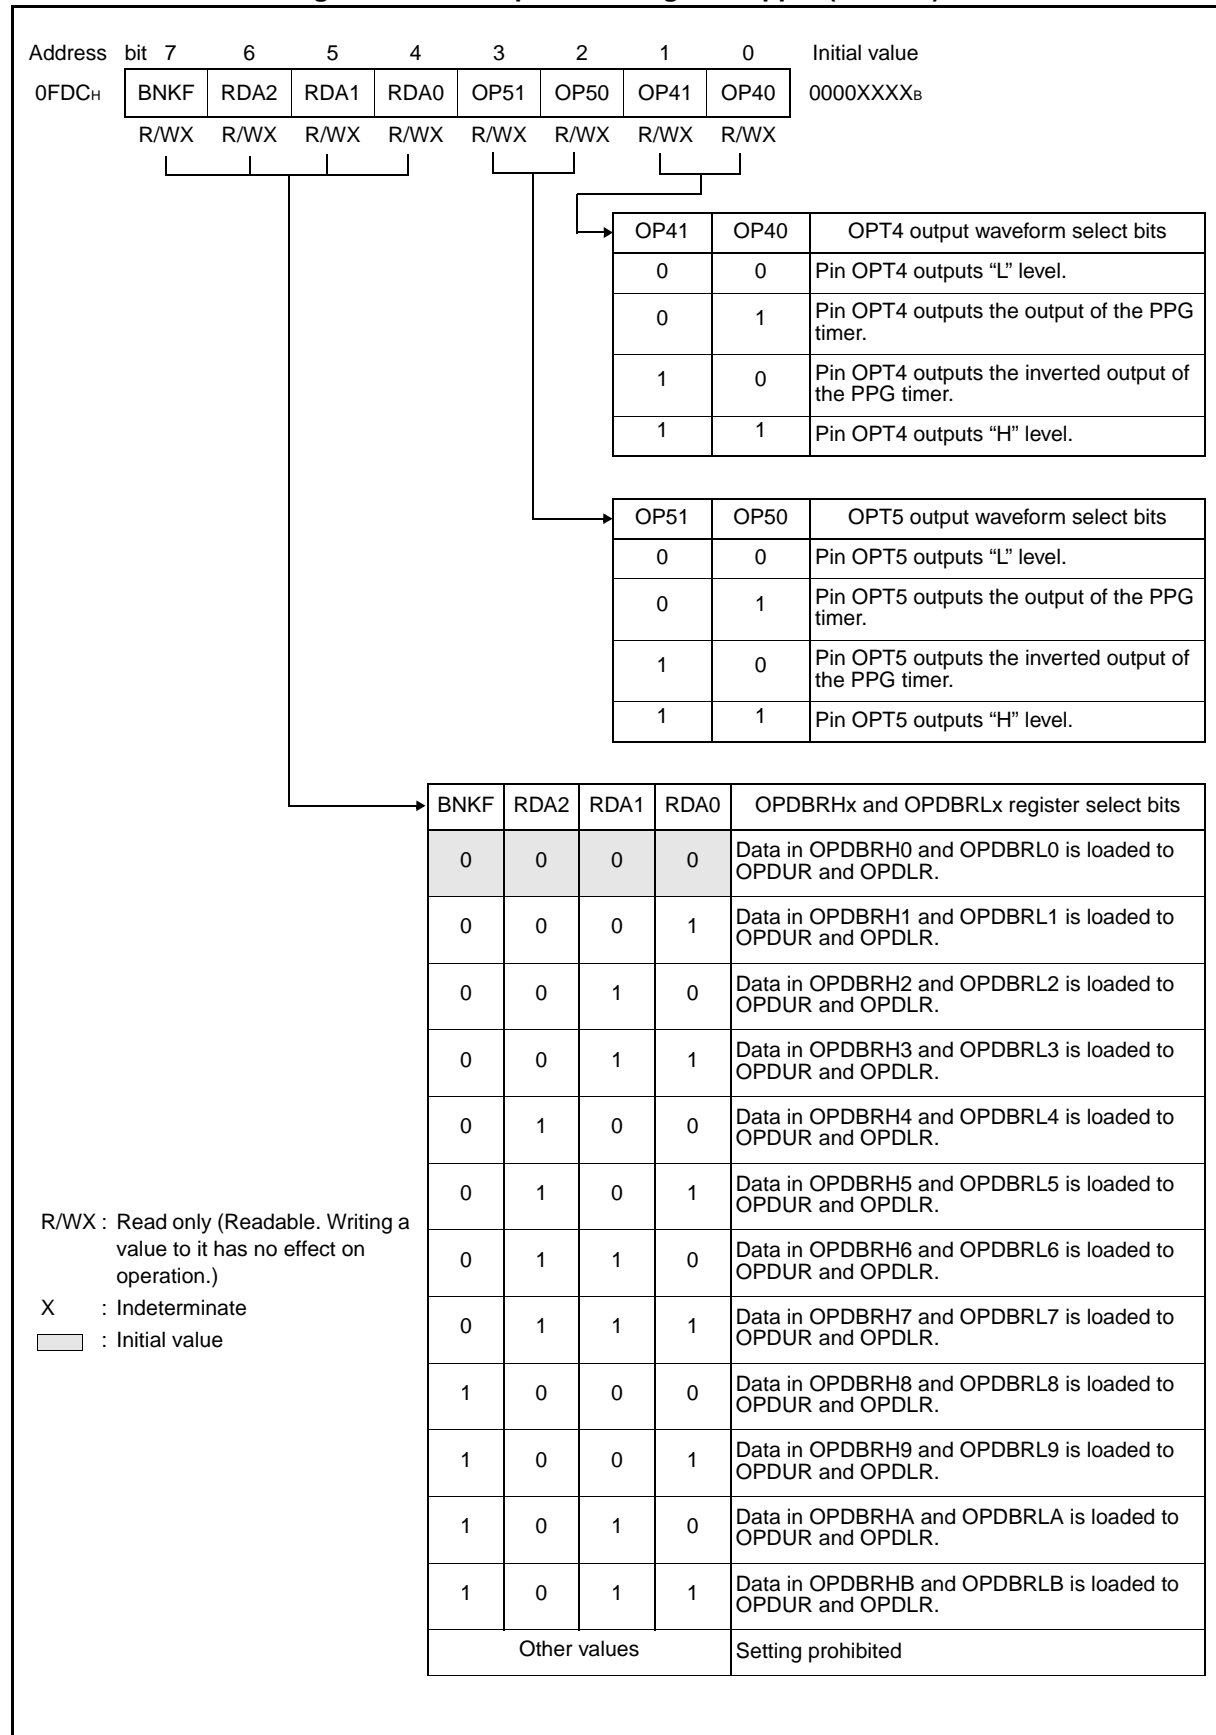 Address bit 7 6 5 4 3 2 1 0 Initial value
0FDCH BNKF RDA2 RDA1 RDA0 OP51 OP50 OP41 OP40 0000XXXXB
R/WX R/WX R/WX R/WX R/WX R/WX R/WX R/WX
OP41 OP40 OPT4 output waveform select bits
0 0 Pin OPT4 outputs “L” level.
0 1 Pin OPT4 outputs the output of the PPG
timer.
1 0 Pin OPT4 outputs the inverted output of
the PPG timer.
1 1 Pin OPT4 outputs “H” level.
OP51 OP50 OPT5 output waveform select bits
0 0 Pin OPT5 outputs “L” level.
0 1 Pin OPT5 outputs the output of the PPG
timer.
1 0 Pin OPT5 outputs the inverted output of
the PPG timer.
1 1 Pin OPT5 outputs “H” level.
BNKF RDA2 RDA1 RDA0 OPDBRHx and OPDBRLx register select bits
0 0 0 0 Data in OPDBRH0 and OPDBRL0 is loaded to
OPDUR and OPDLR.
0 0 0 1 Data in OPDBRH1 and OPDBRL1 is loaded to
OPDUR and OPDLR.
0 0 1 0 Data in OPDBRH2 and OPDBRL2 is loaded to
OPDUR and OPDLR.
0 0 1 1 Data in OPDBRH3 and OPDBRL3 is loaded to
OPDUR and OPDLR.
0 1 0 0 Data in OPDBRH4 and OPDBRL4 is loaded to
OPDUR and OPDLR.
0 1 0 1 Data in OPDBRH5 and OPDBRL5 is loaded to
OPDUR and OPDLR.
0 1 1 0 Data in OPDBRH6 and OPDBRL6 is loaded to
OPDUR and OPDLR.
0 1 1 1 Data in OPDBRH7 and OPDBRL7 is loaded to
OPDUR and OPDLR.
1 0 0 0 Data in OPDBRH8 and OPDBRL8 is loaded to
OPDUR and OPDLR.
1 0 0 1 Data in OPDBRH9 and OPDBRL9 is loaded to
OPDUR and OPDLR.
1 0 1 0 Data in OPDBRHA and OPDBRLA is loaded to
OPDUR and OPDLR.
1 0 1 1 Data in OPDBRHB and OPDBRLB is loaded to
OPDUR and OPDLR.
Other values Setting prohibited
R/WX : Read only (Readable. Writing a
value to it has no effect on
operation.)
X : Indeterminate
: Initial value